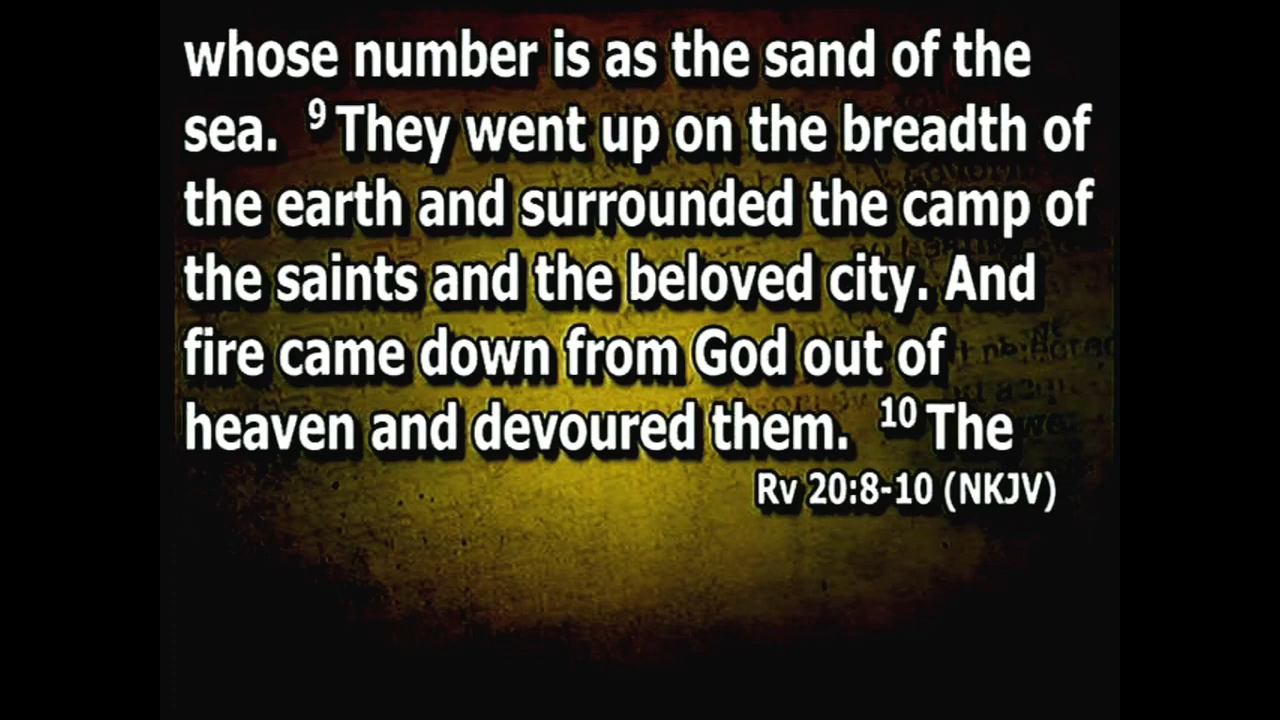 whose number is as the sand of the
sea. 9 They went up on the breadth of
the earth and surrounded the camp of
the saints and the beloved city. And
fire came down from God out of
heaven and devoured them. 10 The
Rv 20:8-10 (NKJV)